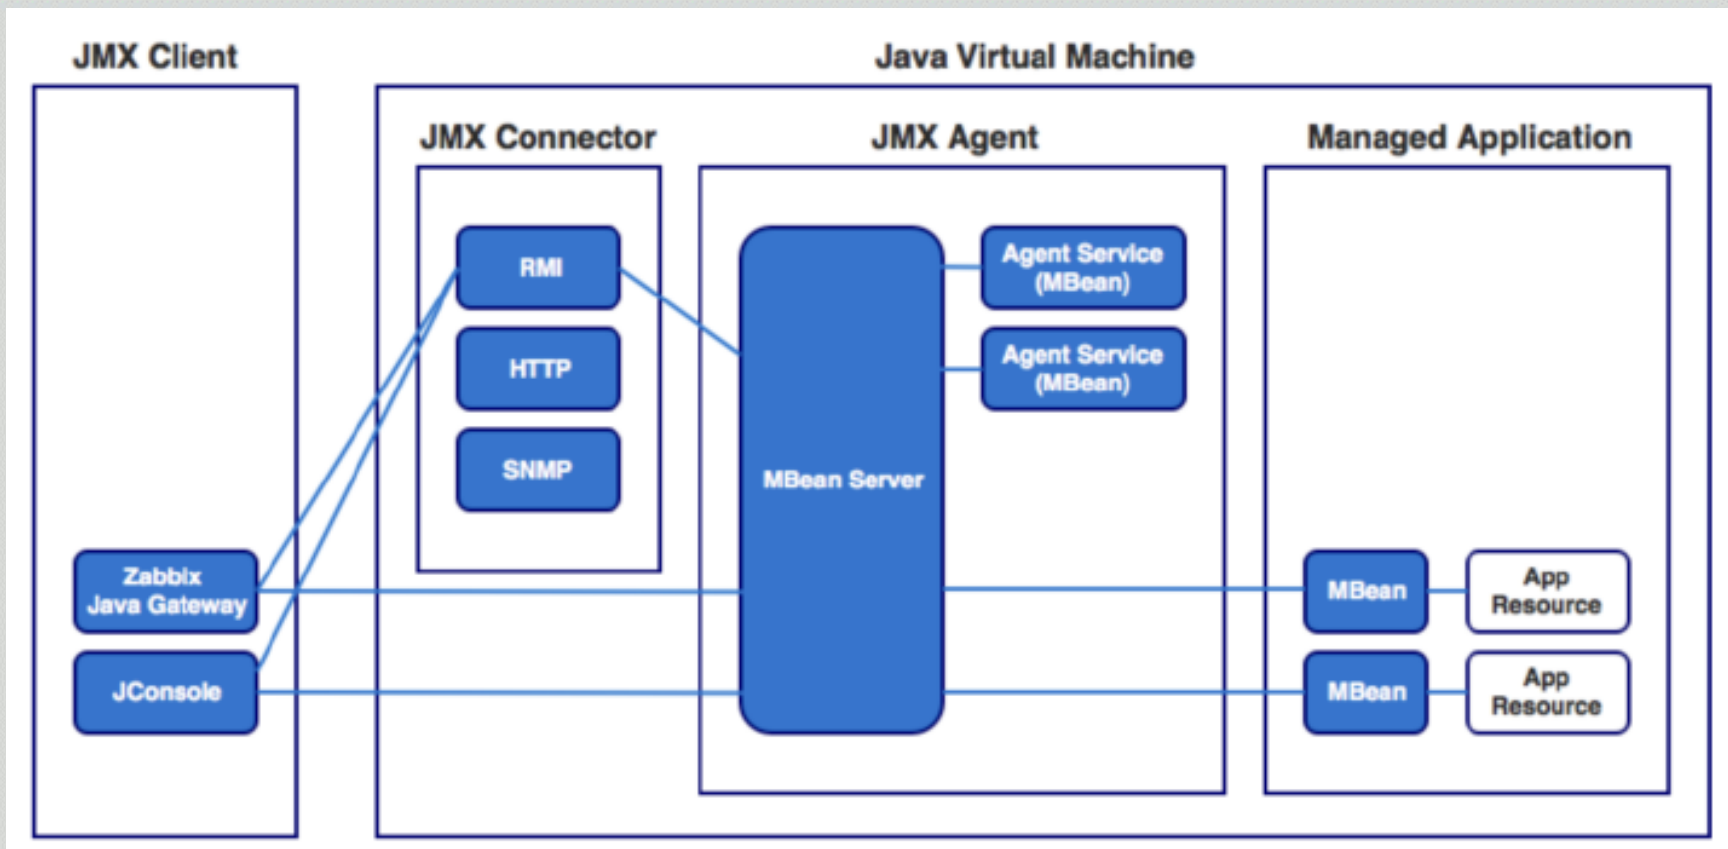 JMX Client
Java Virtual Machine
JMX Connector
JMX Agent
Managed Application
RMI
HTTP
SNMP
MBean Server
Agent Service
(MBean)
Agent Service
(MBean)
Zabbix
Java Gateway
JConsole
MBean
App
Resource
MBean
App
Resource